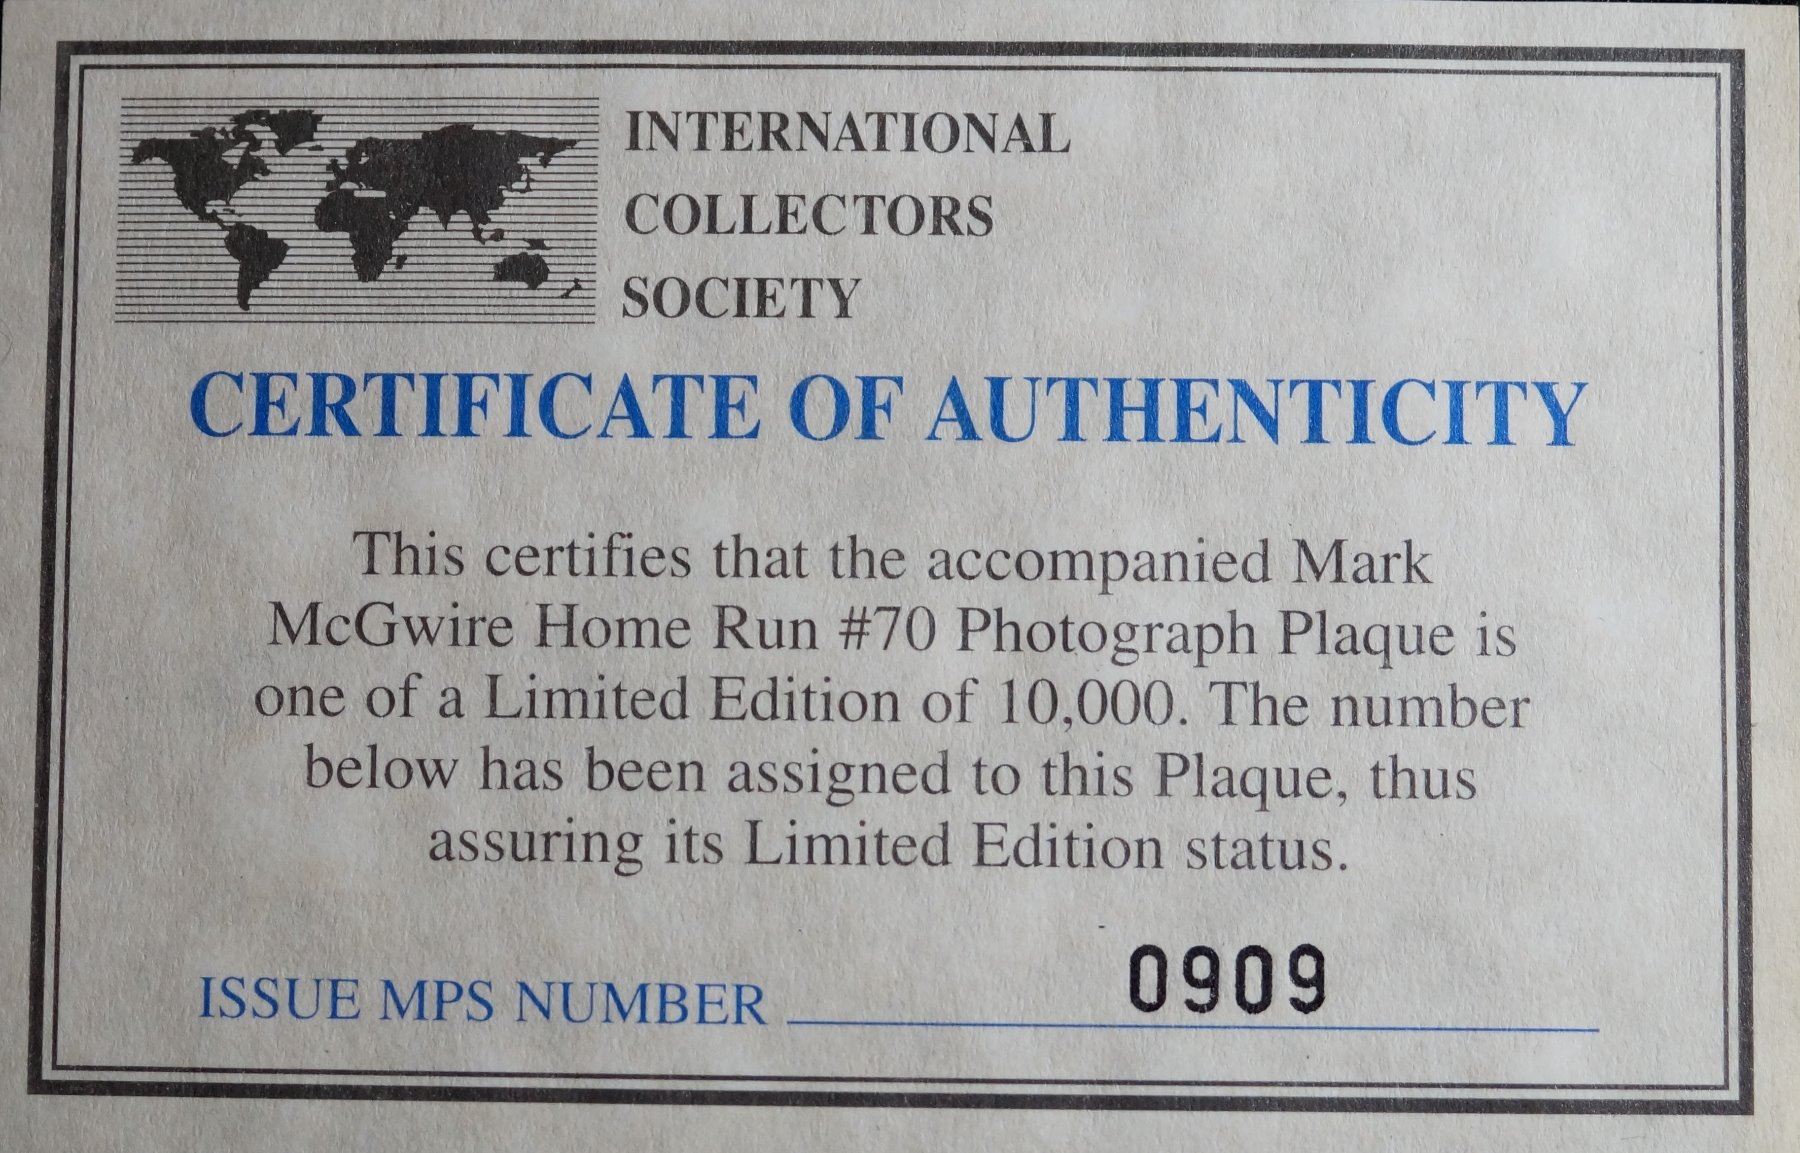 INTERNATIONAL
COLLECTORS
SOCIETY
CERTIFICATE OF AUTHENTICITY
This certifies that the accompanied Mark
McGwire Home Run #70 Photograph Plaque is
one of a Limited Edition of 10,000. The number
below has been assigned to this Plaque, thus
assuring its Limited Edition status.
ISSUE MPS NUMBER 0909